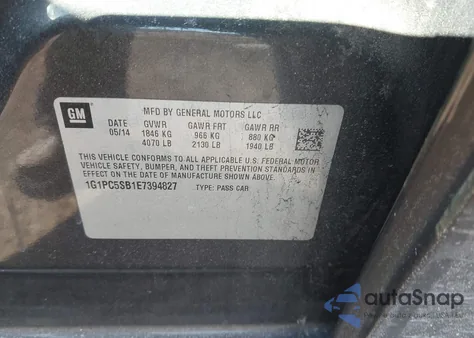 GM
MFD BY GENERAL MOTORS LLC
DATE GVWR GAWR FRT GAWR RR
05/14 1846 KG 966 KG 880 KG
4070 LB 2130 LB 1940 LB
THIS VEHICLE CONFORMS TO ALL APPLICABLE U.S. FEDERAL MOTOR
VEHICLE SAFETY, BUMPER, AND THEFT PREVENTION STANDARDS IN
EFFECT ON THE DATE OF MANUFACTURE SHOWN ABOVE.
1G1PC5SB1E7394827 TYPE: PASS CAR
autoSnap